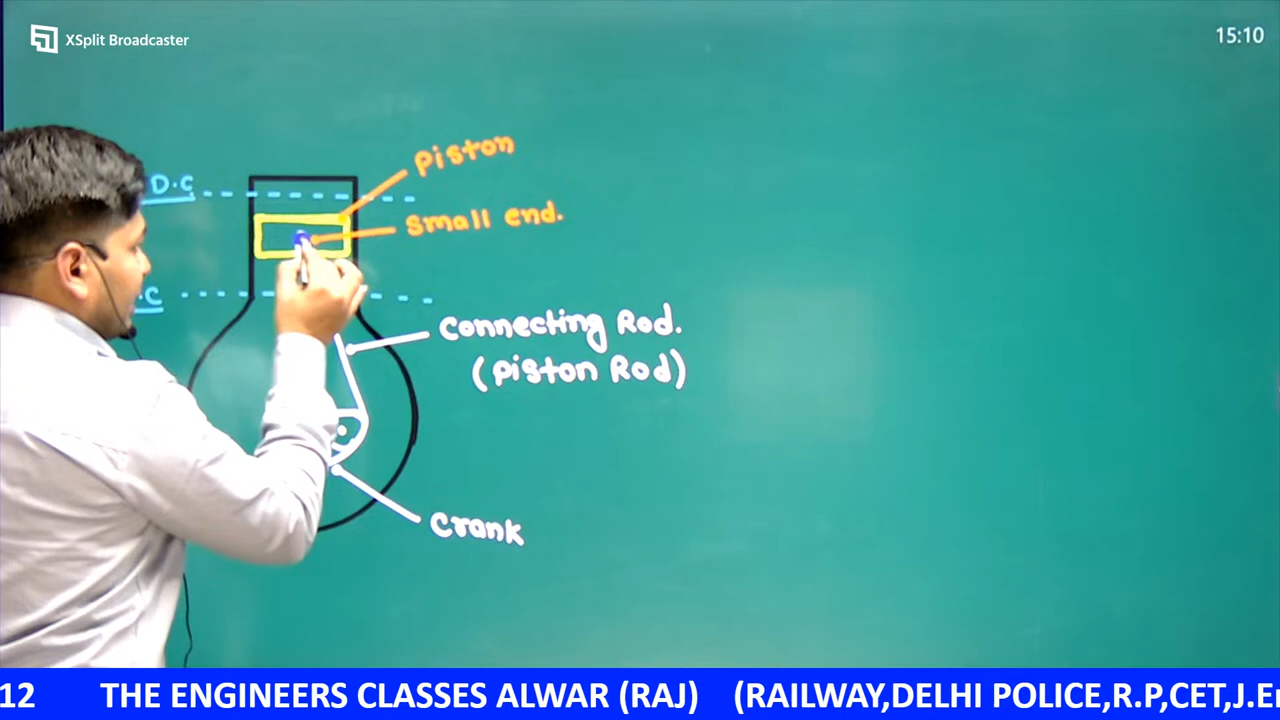 XSplit Broadcaster
15:10
Piston
D.C
Small end.
.C
Connecting Rod.
(Piston Rod)
Crank
12 THE ENGINEERS CLASSES ALWAR (RAJ) (RAILWAY,DELHI POLICE,R.P,CET,J.E